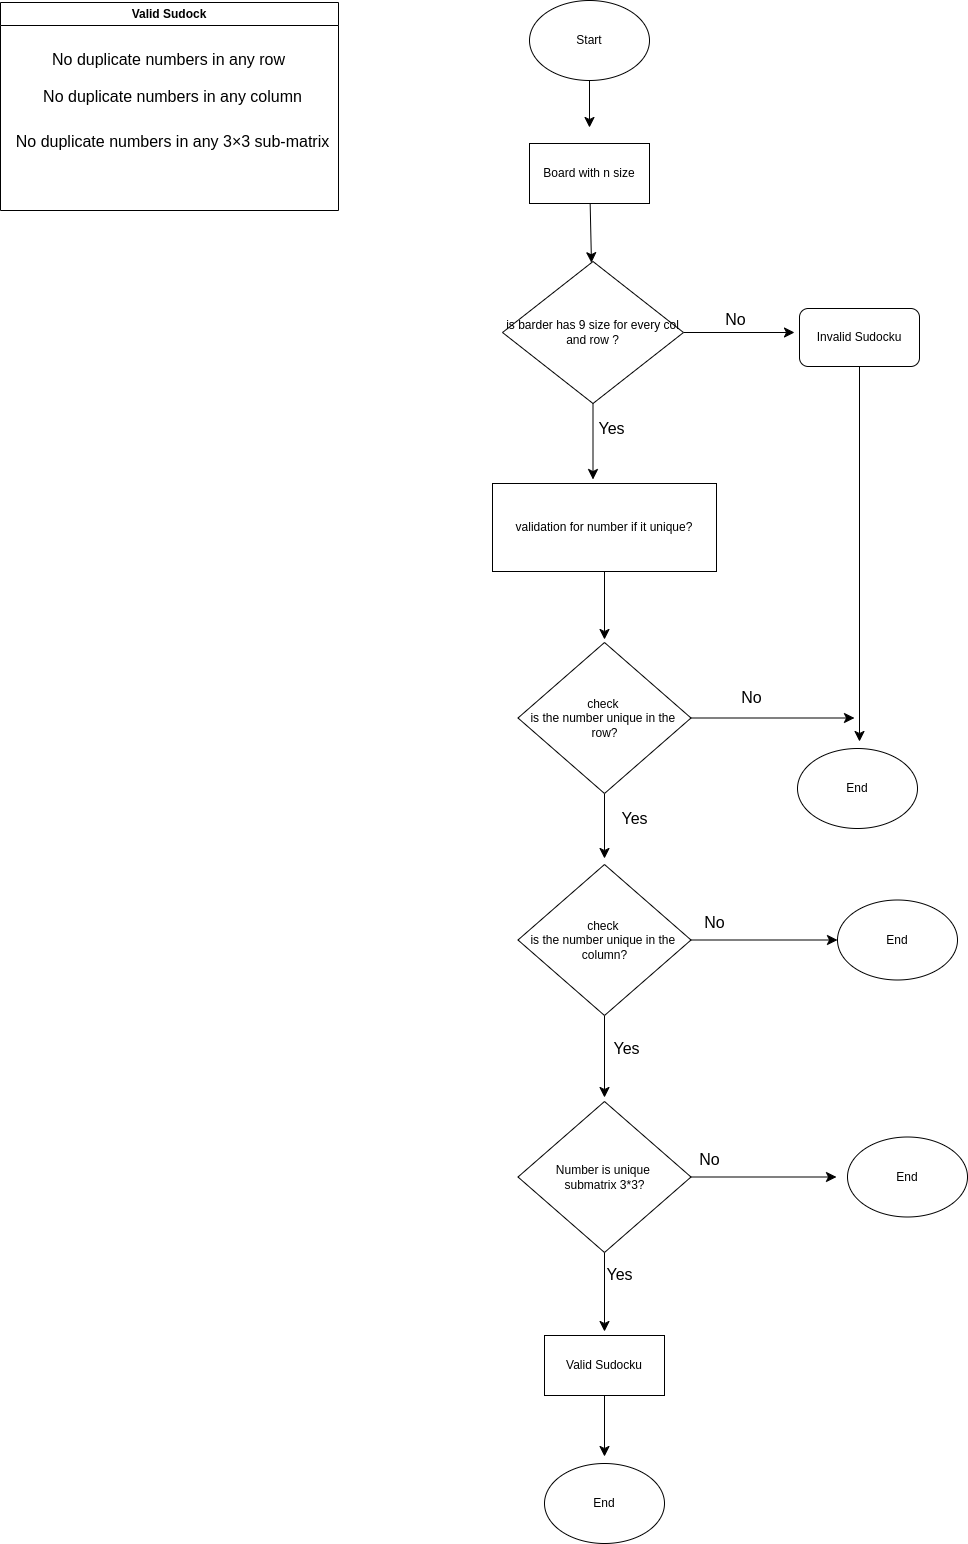 Valid Sudock
No duplicate numbers in any row
No duplicate numbers in any column
No duplicate numbers in any 3×3 sub-matrix
Start
Board with n size
is barder has 9 size for every col
and row ?
No
Invalid Sudocku
Yes
validation for number if it unique?
check
is the number unique in the
row?
No
End
Yes
check
is the number unique in the
column?
No
End
Yes
Number is unique
submatrix 3*3?
No
End
Yes
Valid Sudocku
End